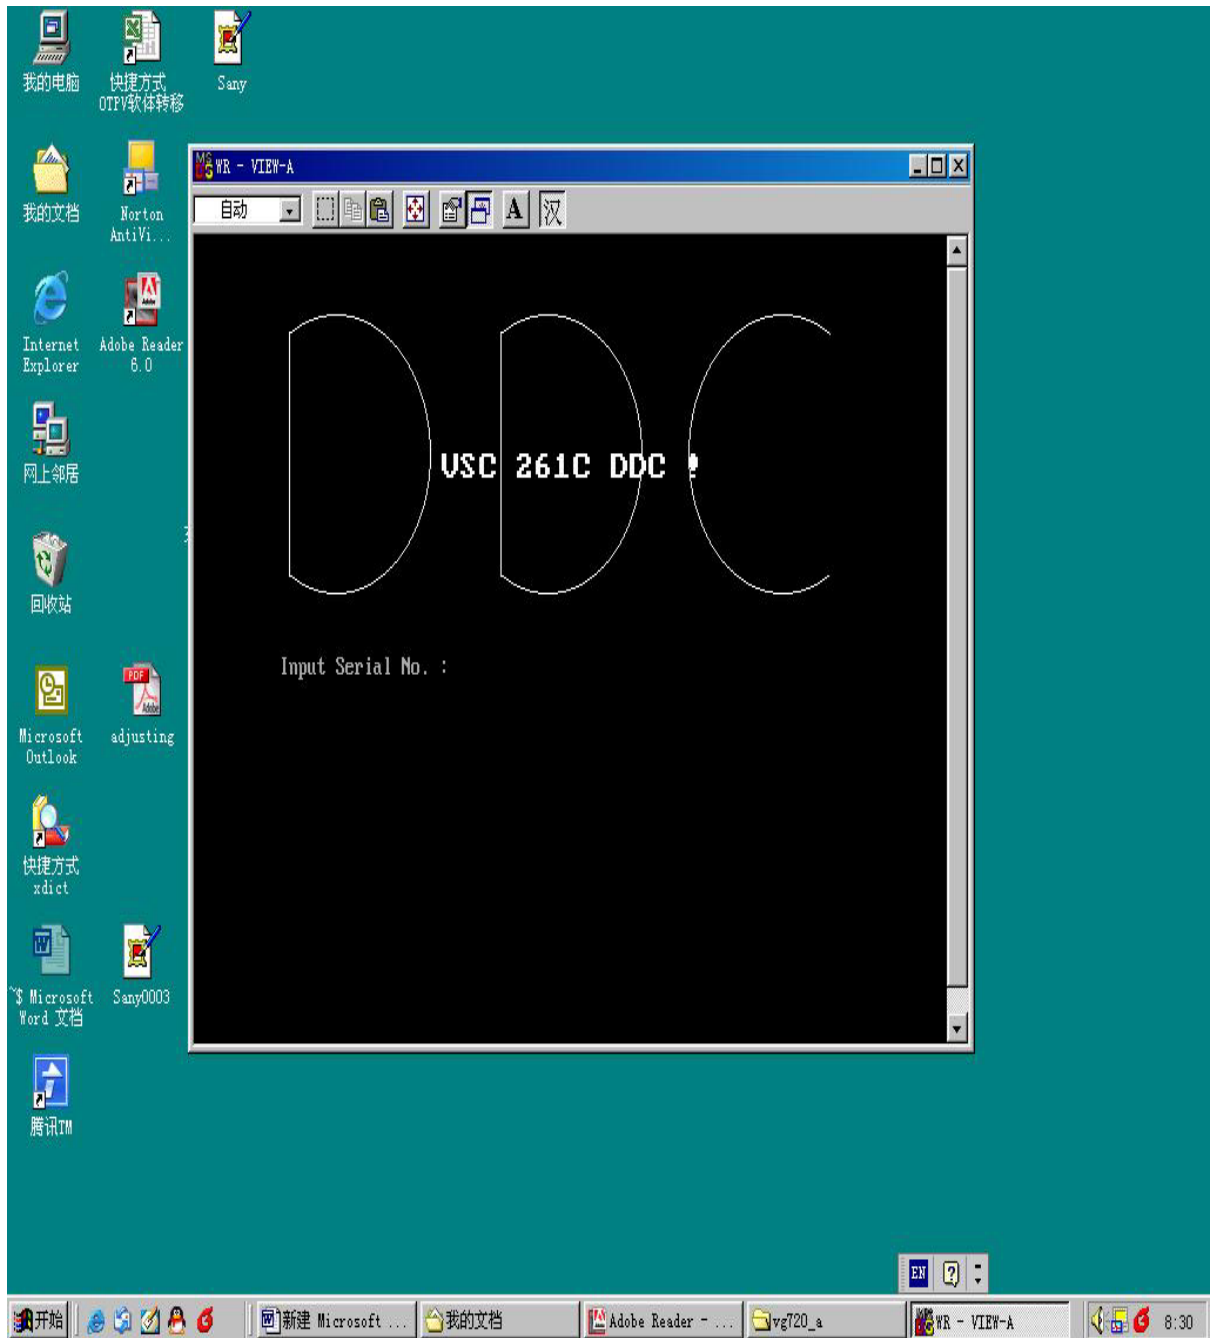 我的电脑
快捷方式
OTPV软体转移
Sany
我的文档
Norton
AntiVi...
Internet
Explorer
Adobe Reader
6.0
网上邻居
回收站
Microsoft
Outlook
PDF
Adobe
adjusting
快捷方式
xdict
~$ Microsoft
Word 文档
Sany0003
腾讯TM
WR - VIEW-A
自动
A
汉
DDC
VSC 261C DDC !
Input Serial No. :
EN
开始
新建 Microsoft ...
我的文档
Adobe Reader - ...
vg720_a
WR - VIEW-A
8:30